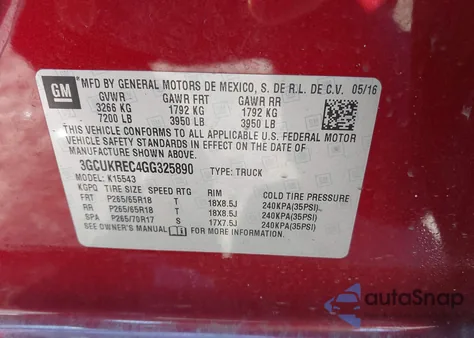 GM
MFD BY GENERAL MOTORS DE MEXICO, S. DE R.L. DE C.V. 05/16
GVWR GAWR FRT GAWR RR
3266 KG 1792 KG 1792 KG
7200 LB 3950 LB 3950 LB
THIS VEHICLE CONFORMS TO ALL APPLICABLE U.S. FEDERAL MOTOR
VEHICLE SAFETY STANDARDS IN EFFECT ON THE DATE OF
MANUFACTURE SHOWN ABOVE.
3GCUKREC4GG325890 TYPE: TRUCK
MODEL: K15543
KGPQ TIRE SIZE SPEED RTG RIM COLD TIRE PRESSURE
FRT P265/65R18 S 18X8.5J 240KPA(35PSI)
RR P265/65R18 S 18X8.5J 240KPA(35PSI)
SPA P265/70R17 S 17X7.5J 240KPA(35PSI)
SEE OWNER'S MANUAL FOR MORE INFORMATION.
autoSnap